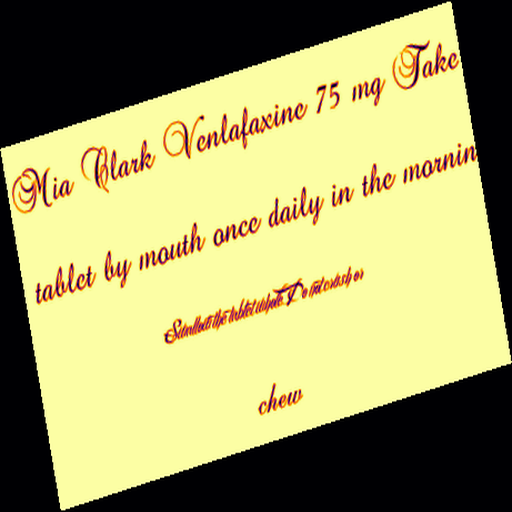 Mia Clark Venlafaxine 75 mg Take
tablet by mouth once daily in the mornin
Swallow the tablet whole Do not crush or
chew